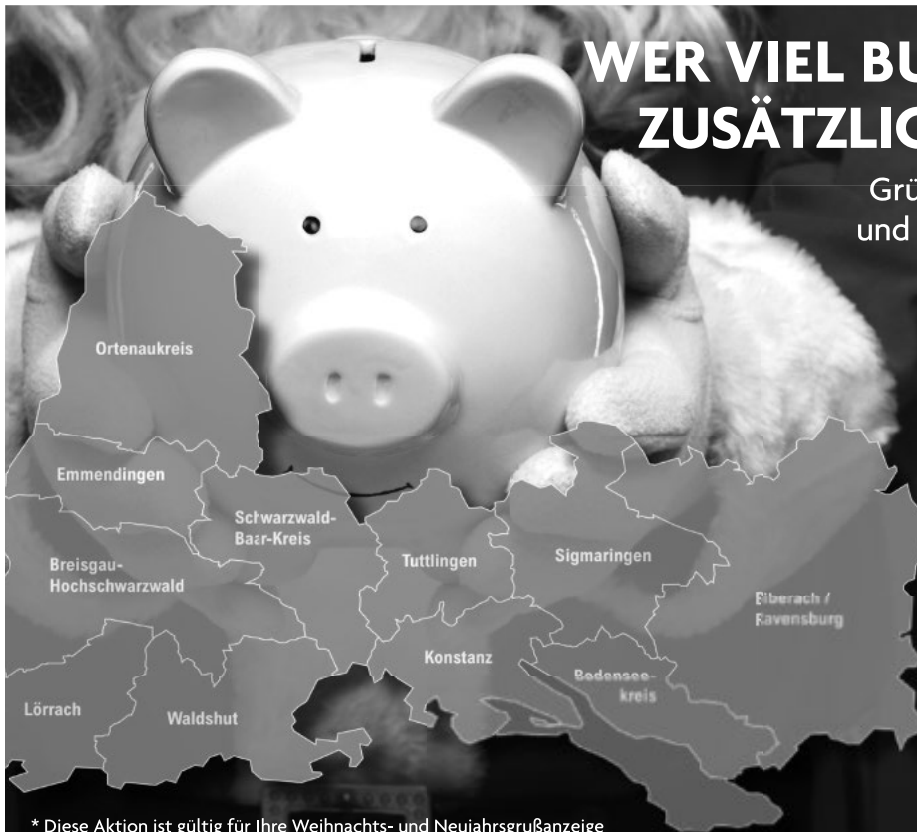 WER VIEL BU
ZUSÄTZLIC
Grü
und
Ortenaukreis
Emmendingen
Schwarzwald-
Baar-Kreis
Breisgau-
Hochschwarzwald
Tuttlingen
Sigmaringen
Biberach /
Ravensburg
Konstanz
Bodensee-
kreis
Lörrach
Waldshut
* Diese Aktion ist gültig für Ihre Weihnachts- und Neujahrsgrußanzeige